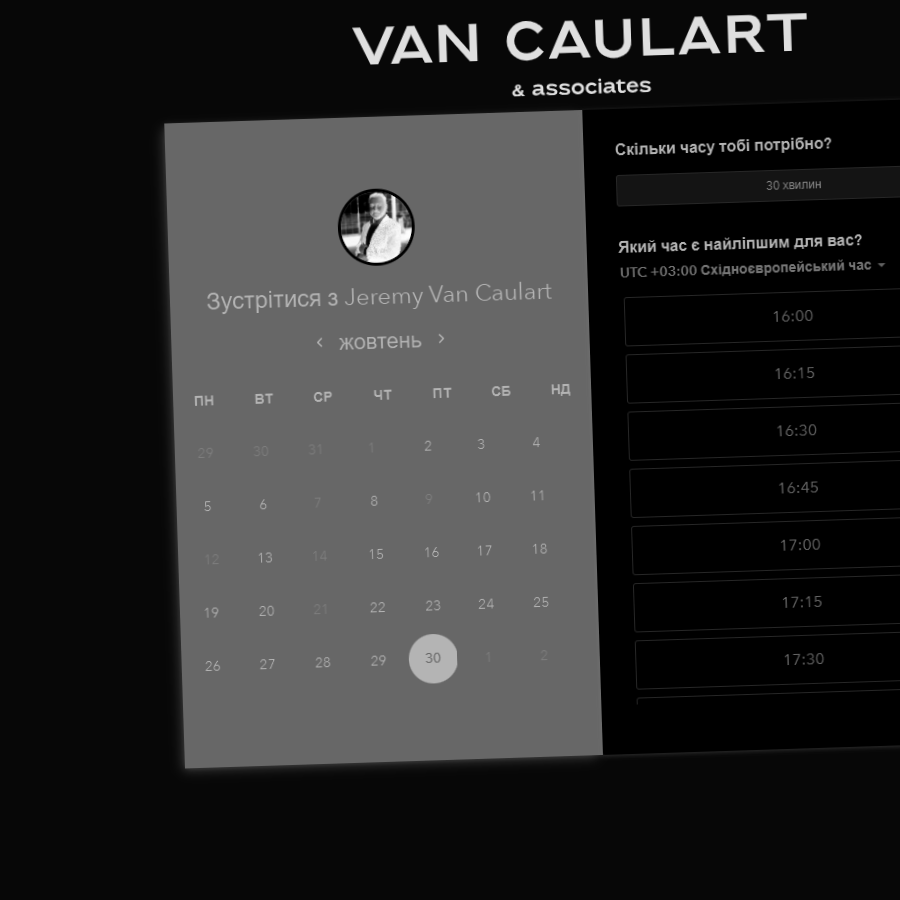 VAN CAULART
& associates
Зустрітися з Jeremy Van Caulart
жовтень
ПН ВТ СР ЧТ ПТ СБ НД
29 30 31 1 2 3 4
5 6 7 8 9 10 11
12 13 14 15 16 17 18
19 20 21 22 23 24 25
26 27 28 29 30 1 2
Скільки часу тобі потрібно?
30 хвилин
Який час є найліпшим для вас?
UTC +03:00 Східноєвропейський час
16:00
16:15
16:30
16:45
17:00
17:15
17:30